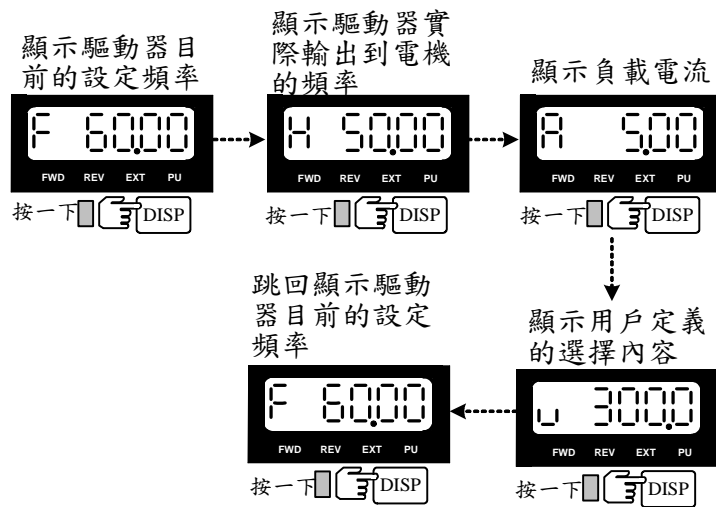 顯示驅動器目
前的設定頻率
F 60.00
FWD REV EXT PU
按一下 DISP
顯示驅動器實
際輸出到電機
的頻率
H 50.00
FWD REV EXT PU
按一下 DISP
顯示負載電流
A 5.00
FWD REV EXT PU
按一下 DISP
顯示用戶定義
的選擇內容
u 300.0
FWD REV EXT PU
按一下 DISP
跳回顯示驅動
器目前的設定
頻率
F 60.00
FWD REV EXT PU
按一下 DISP